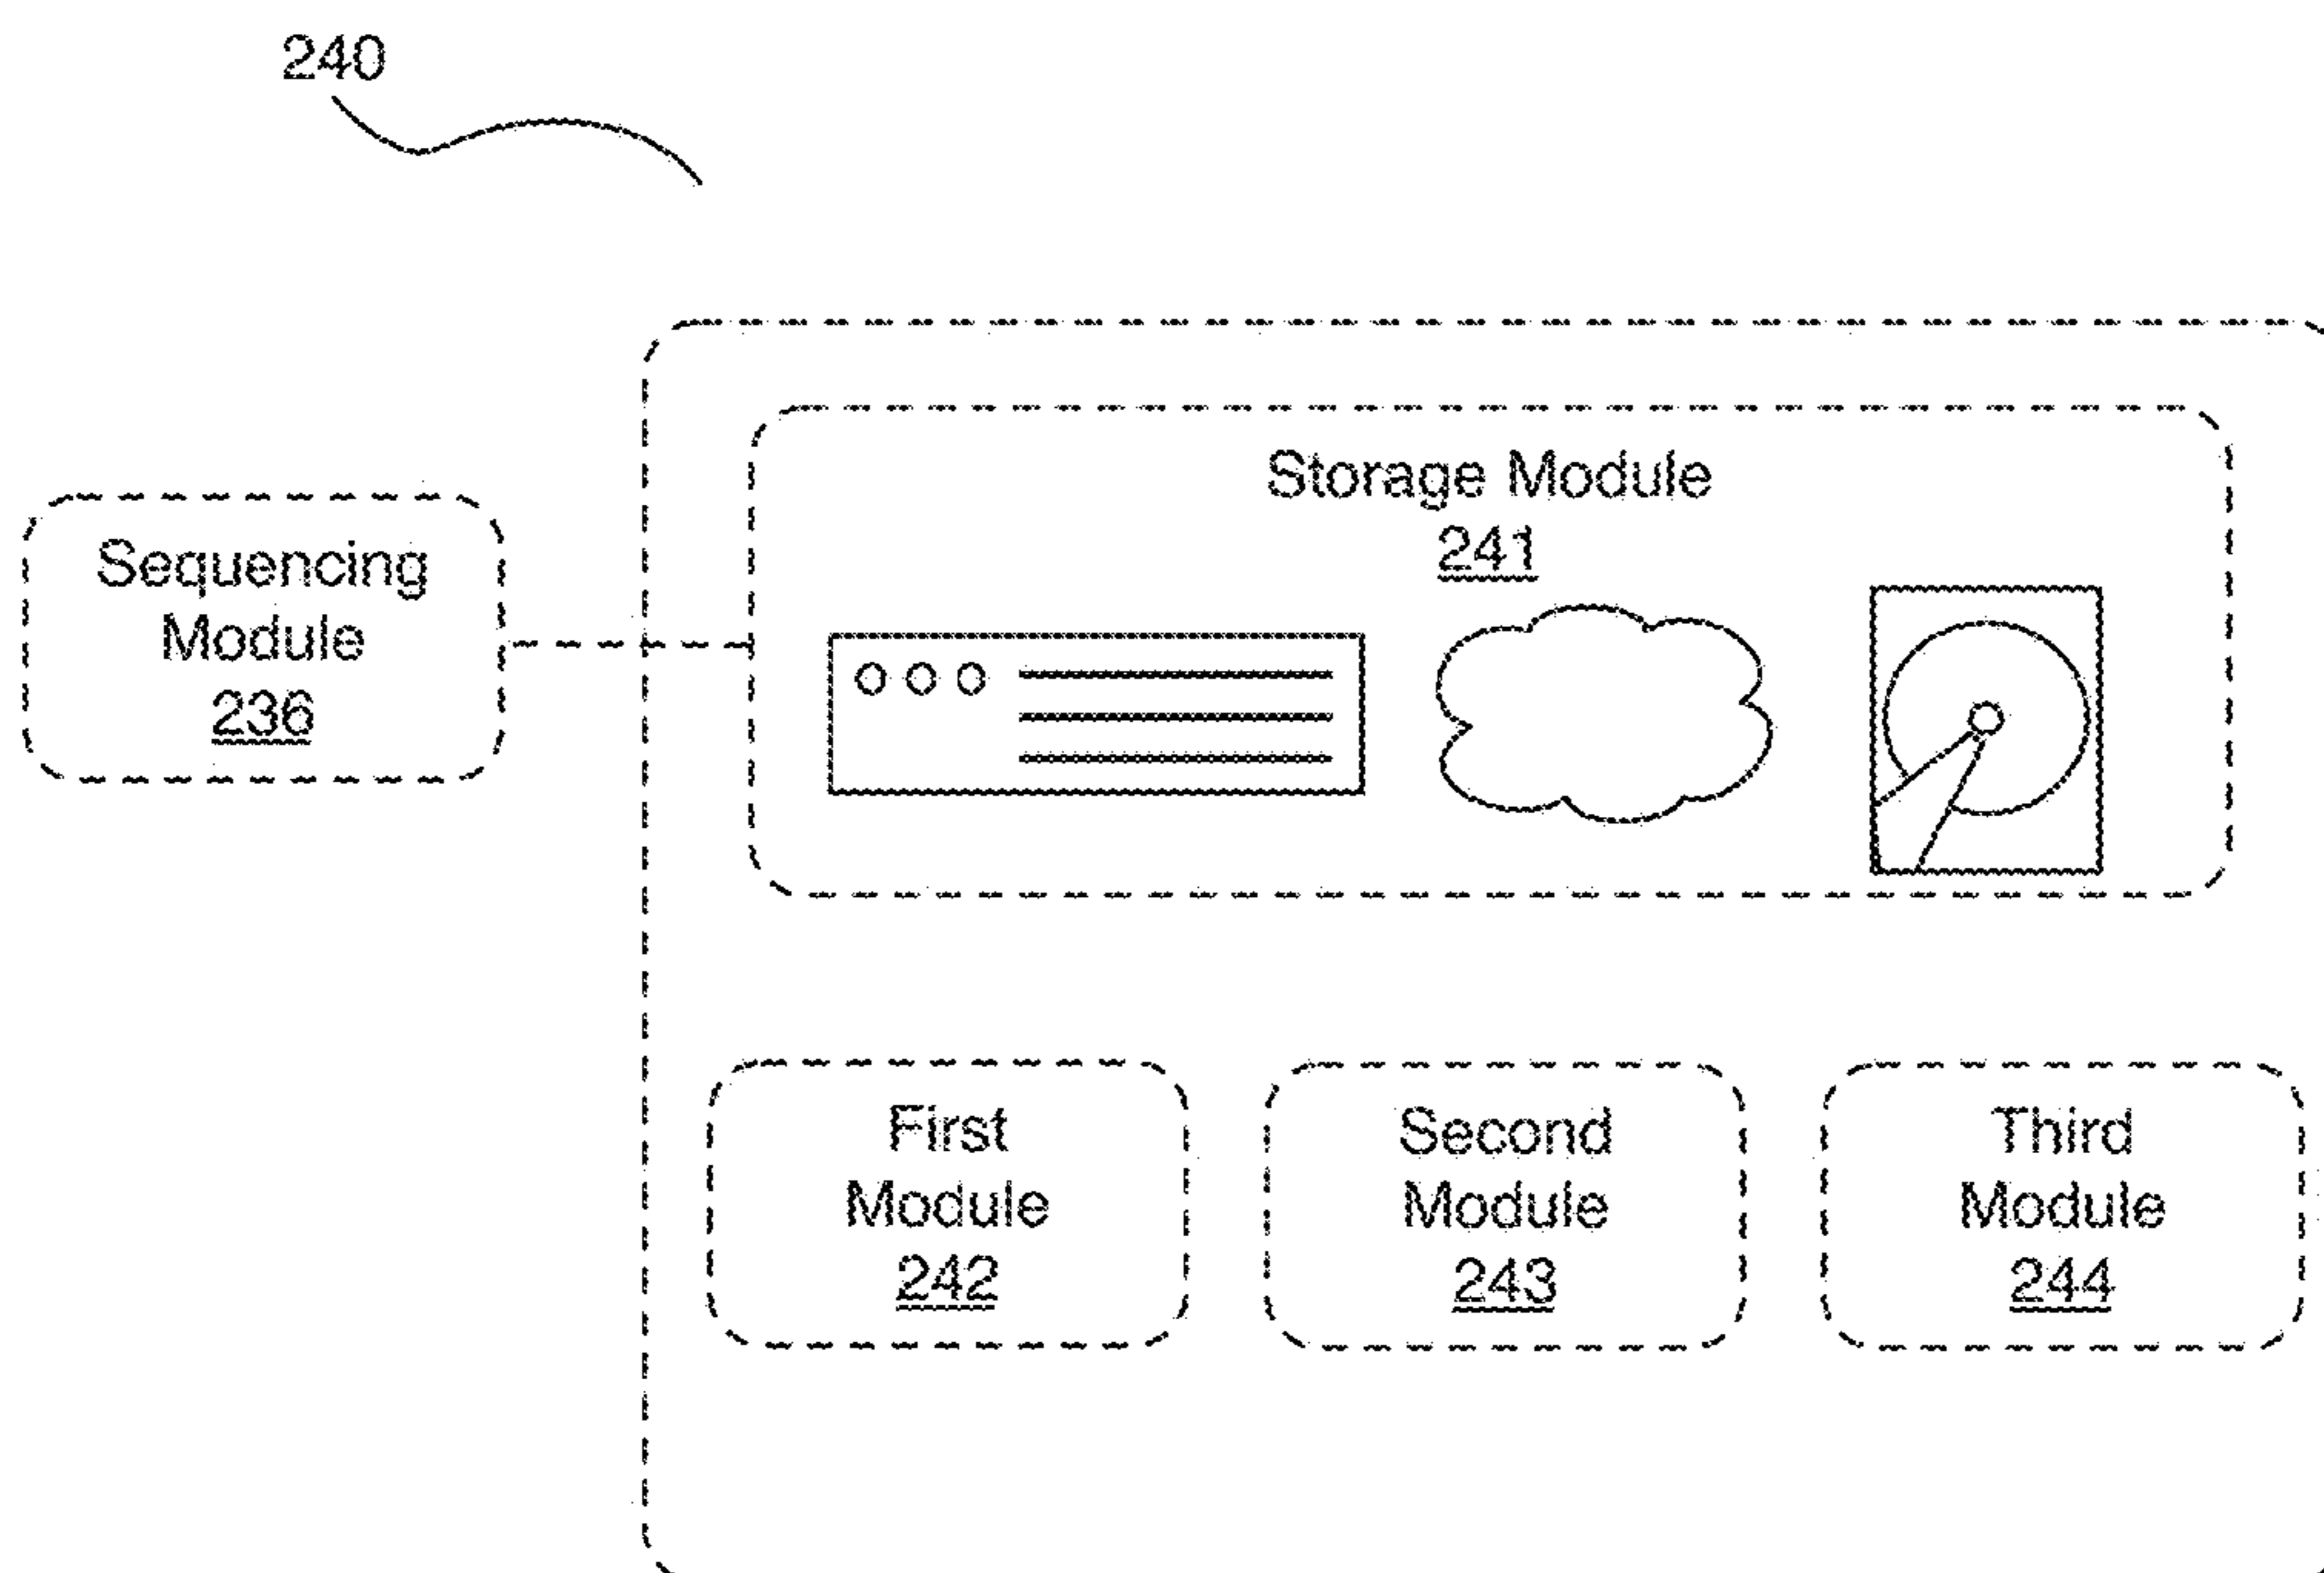 240
Storage Module
241
Sequencing
Module
236
First
Module
242
Second
Module
243
Third
Module
244